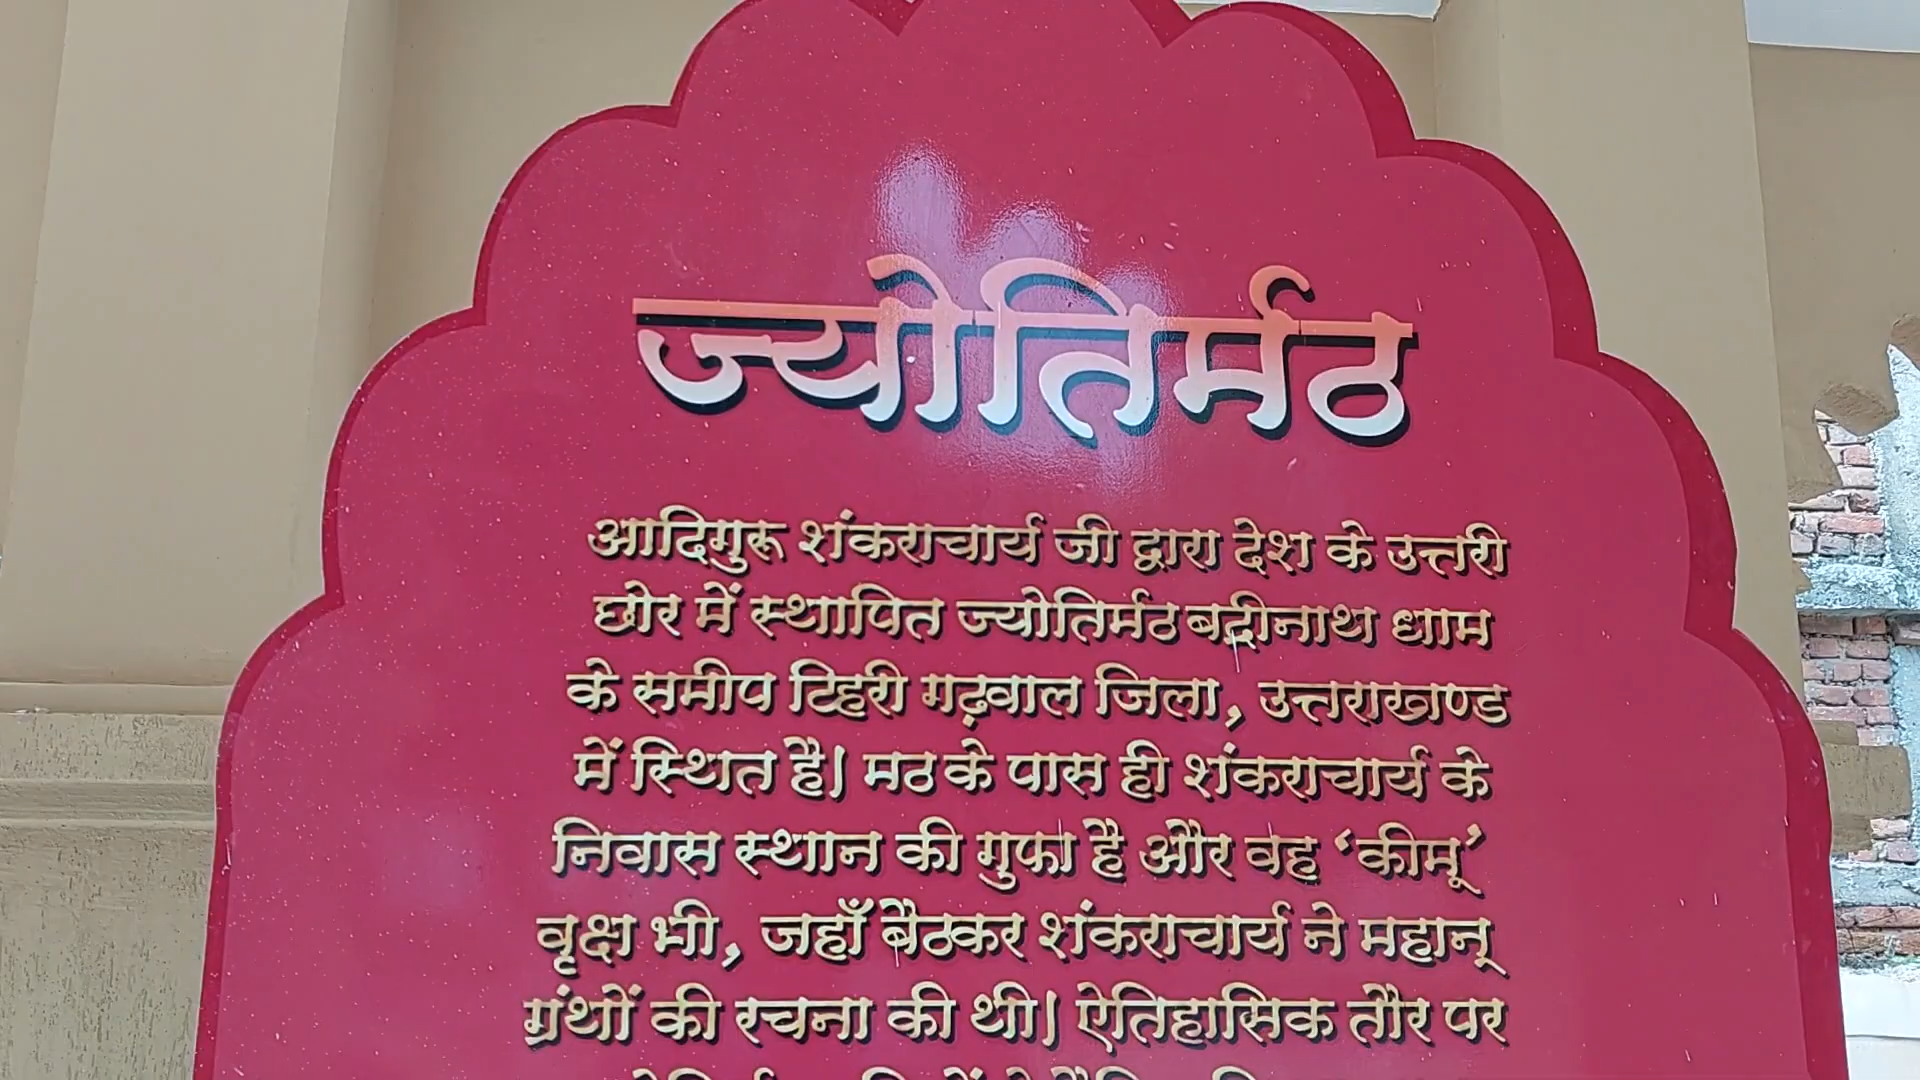 ज्योतिर्मठ
आदिगुरू शंकराचार्य जी द्वारा देश के उत्तरी
छोर में स्थापित ज्योतिर्मठ बद्रीनाथ धाम
के समीप टिहरी गढ़वाल जिला, उत्तराखण्ड
में स्थित है| मठ के पास ही शंकराचार्य के
निवास स्थान की गुफा है और वह ‘कीमू’
वृक्ष भी, जहाँ बैठकर शंकराचार्य ने महान्
ग्रंथों की रचना की थी| ऐतिहासिक तौर पर